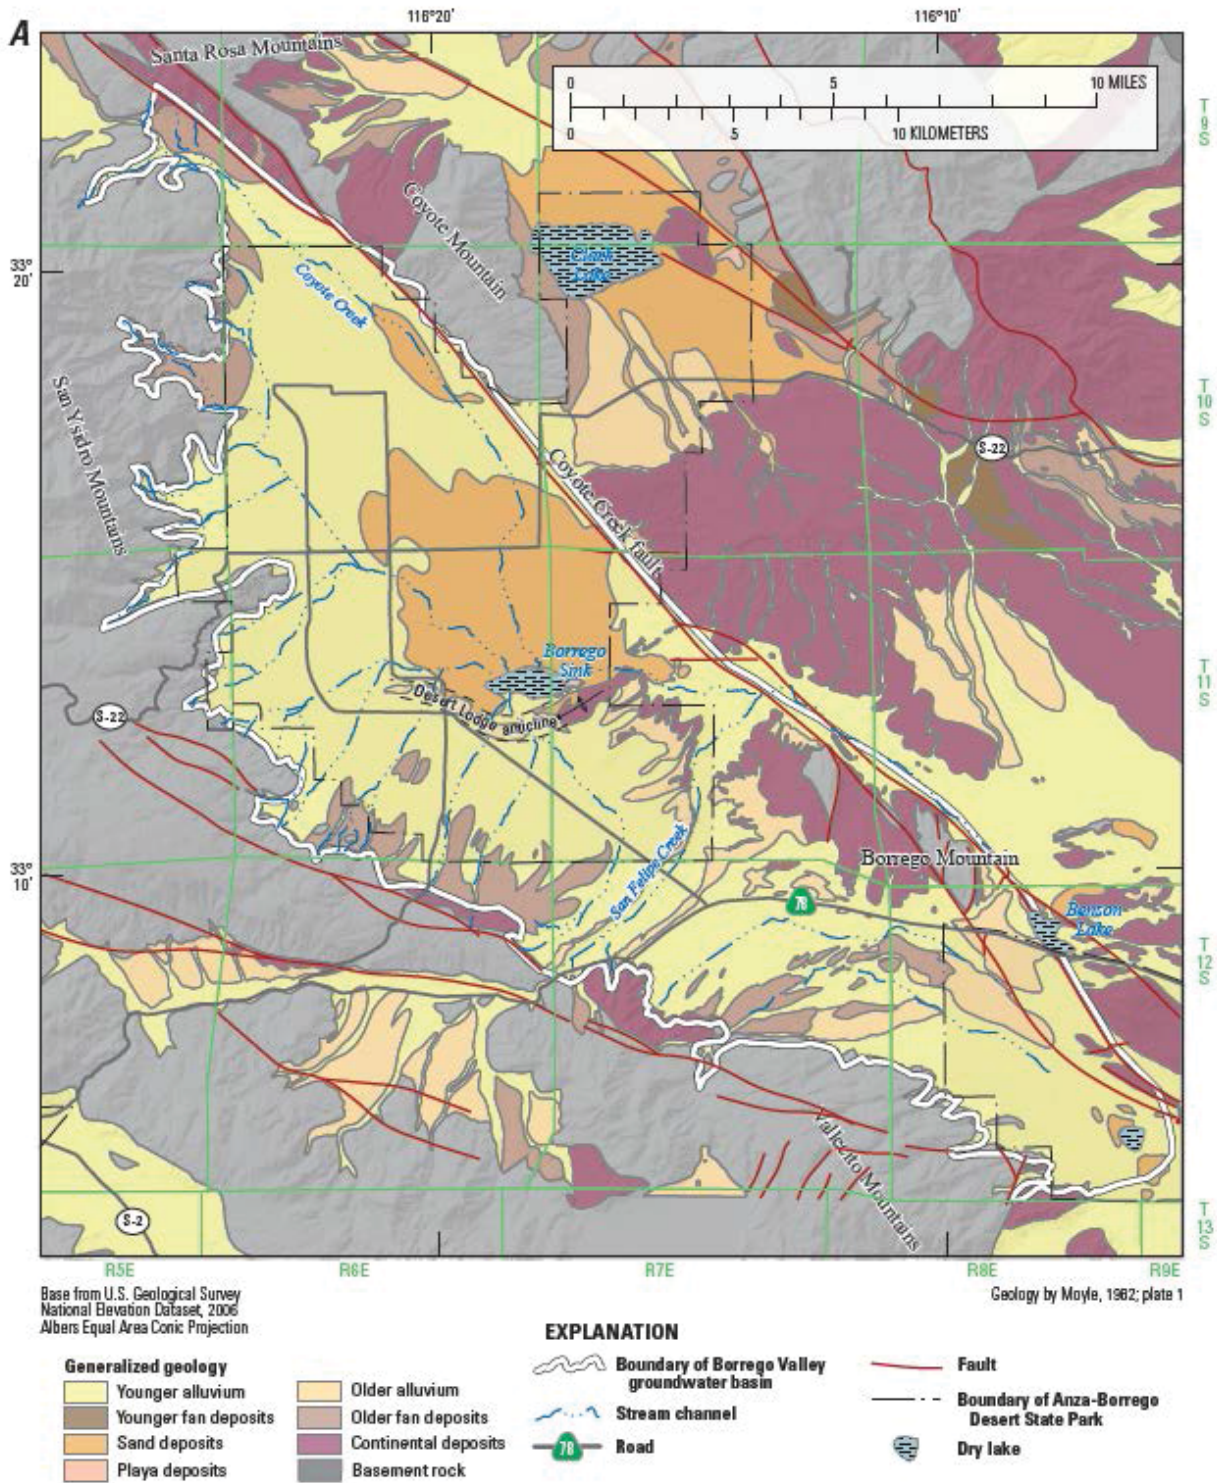 A
116°20'
116°10'
Santa Rosa Mountains
0 5 10 MILES
0 5 10 KILOMETERS
T
9
S
Coyote Mountain
Clark
Lake
33°
20'
Coyote Creek
San Ysidro Mountains
T
10
S
S-22
Coyote Creek fault
Borrego
Sink
T
11
S
Desert Lodge anticline
S-22
San Felipe Creek
Borrego Mountain
33°
10'
78
Benson
Lake
T
12
S
Vallecito Mountains
S-2
T
13
S
R5E
R6E
R7E
R8E
R9E
Base from U.S. Geological Survey
National Elevation Dataset, 2006
Albers Equal Area Conic Projection
Geology by Moyle, 1982; plate 1
EXPLANATION
Generalized geology
Younger alluvium
Younger fan deposits
Sand deposits
Playa deposits
Older alluvium
Older fan deposits
Continental deposits
Basement rock
Boundary of Borrego Valley
groundwater basin
Stream channel
78
Road
Fault
Boundary of Anza-Borrego
Desert State Park
Dry lake